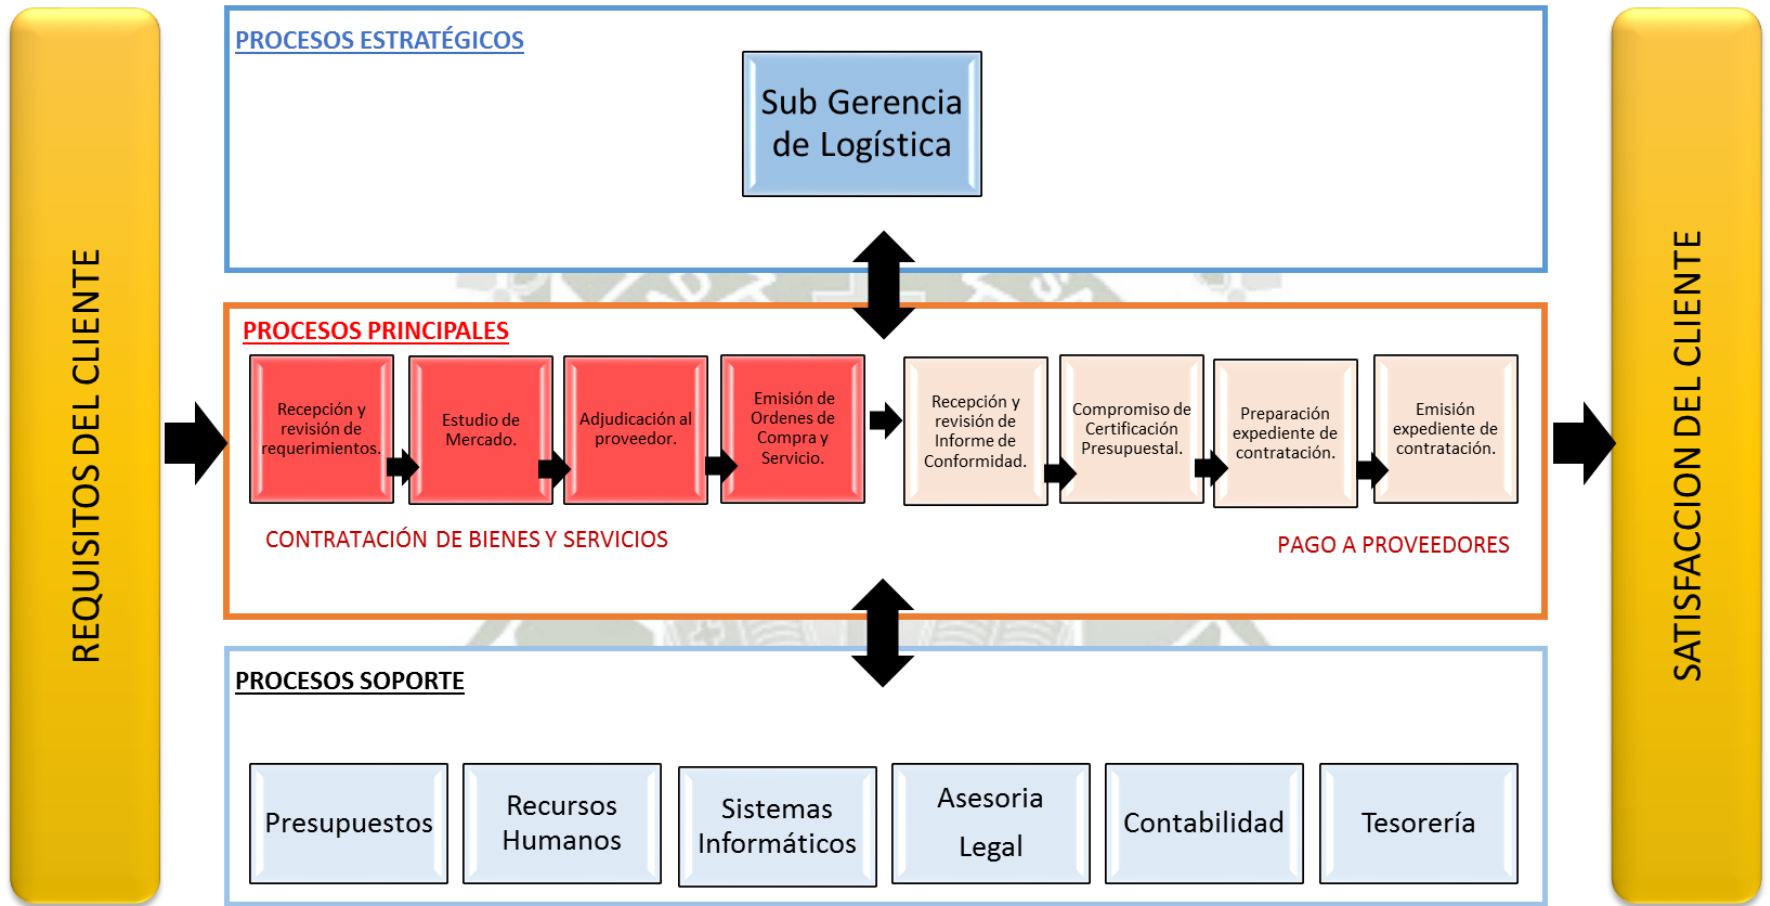 REQUISITOS DEL CLIENTE
PROCESOS ESTRATÉGICOS
Sub Gerencia
de Logística
PROCESOS PRINCIPALES
Recepción y
revisión de
requerimientos.
Estudio de
Mercado.
Adjudicación al
proveedor.
Emisión de
Ordenes de
Compra y
Servicio.
Recepción y
revisión de
Informe de
Conformidad.
Compromiso de
Certificación
Presupuestal.
Preparación
expediente de
contratación.
Emisión
expediente de
contratación.
CONTRATACIÓN DE BIENES Y SERVICIOS
PAGO A PROVEEDORES
PROCESOS SOPORTE
Presupuestos
Recursos
Humanos
Sistemas
Informáticos
Asesoria
Legal
Contabilidad
Tesorería
SATISFACCION DEL CLIENTE